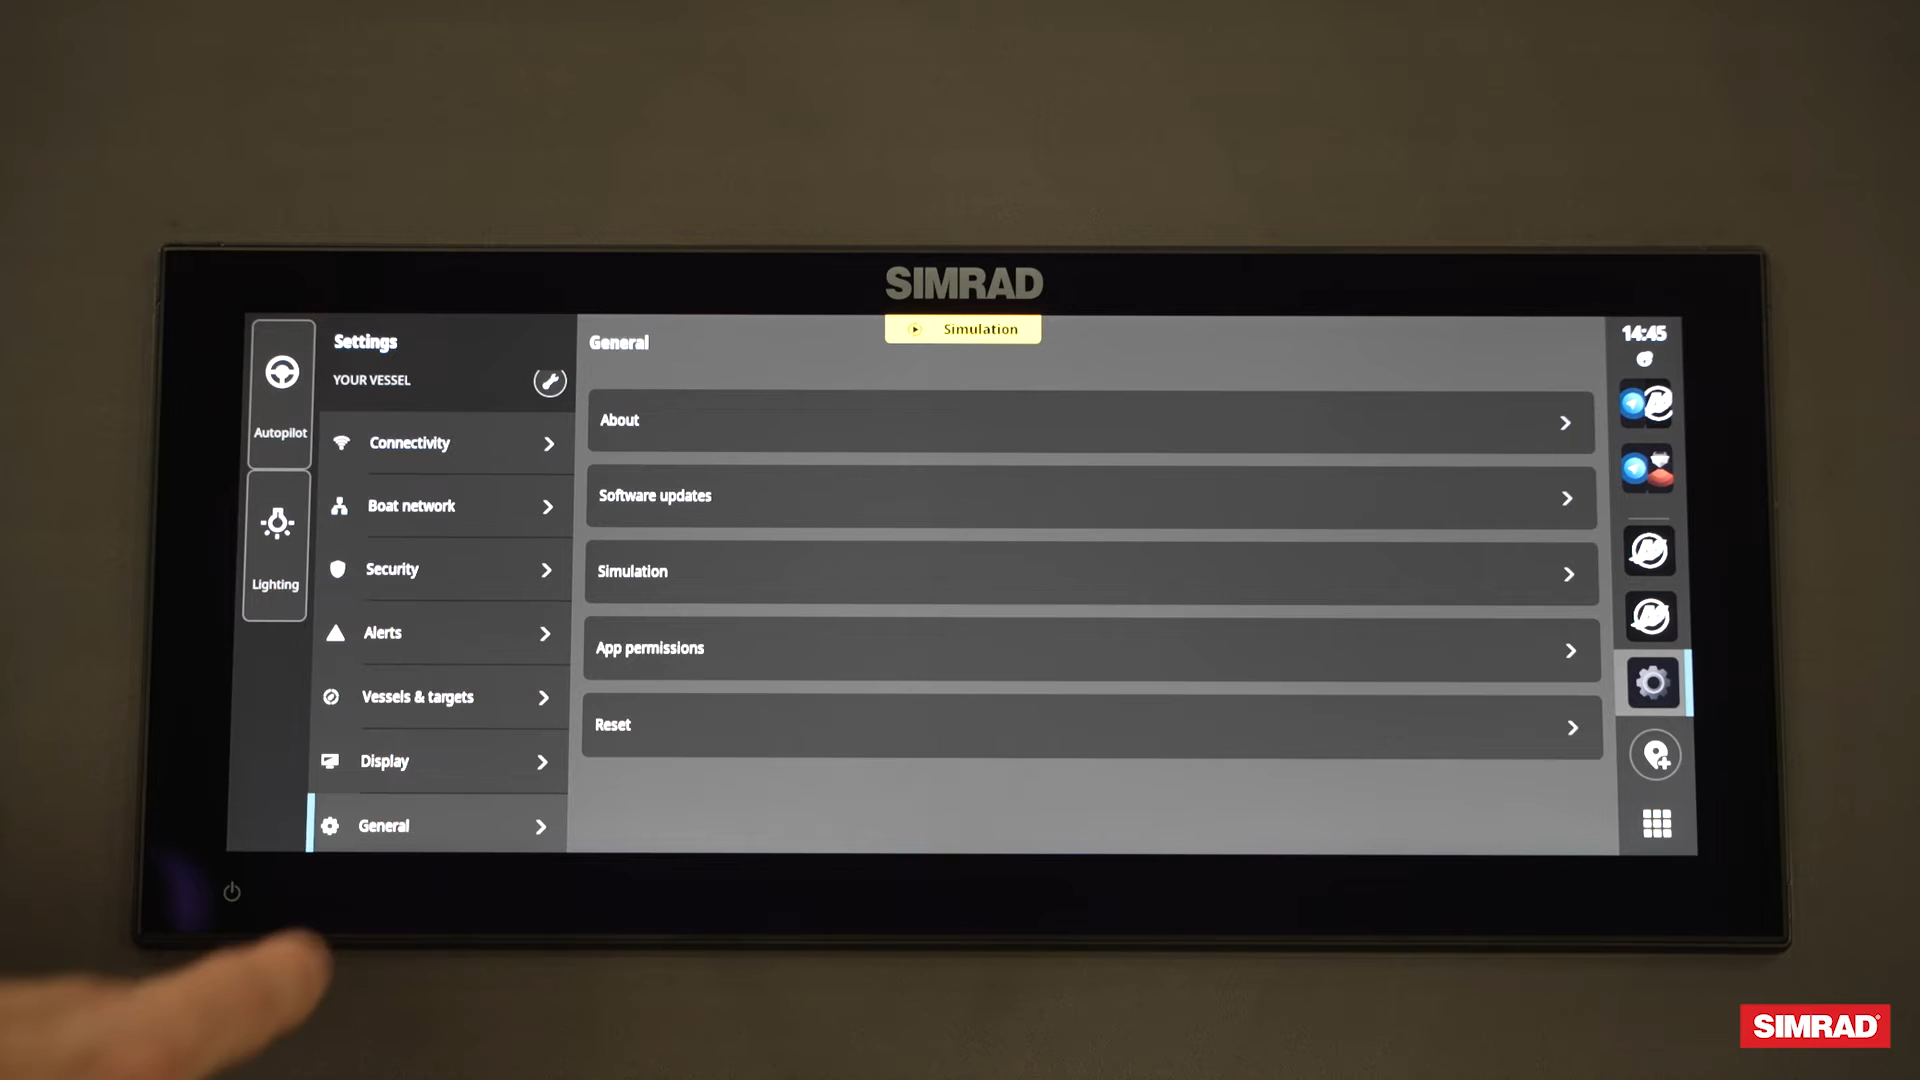 SIMRAD
Simulation
Autopilot
Lighting
Settings
YOUR VESSEL
Connectivity
Boat network
Security
Alerts
Vessels & targets
Display
General
General
About
Software updates
Simulation
App permissions
Reset
14:45
SIMRAD